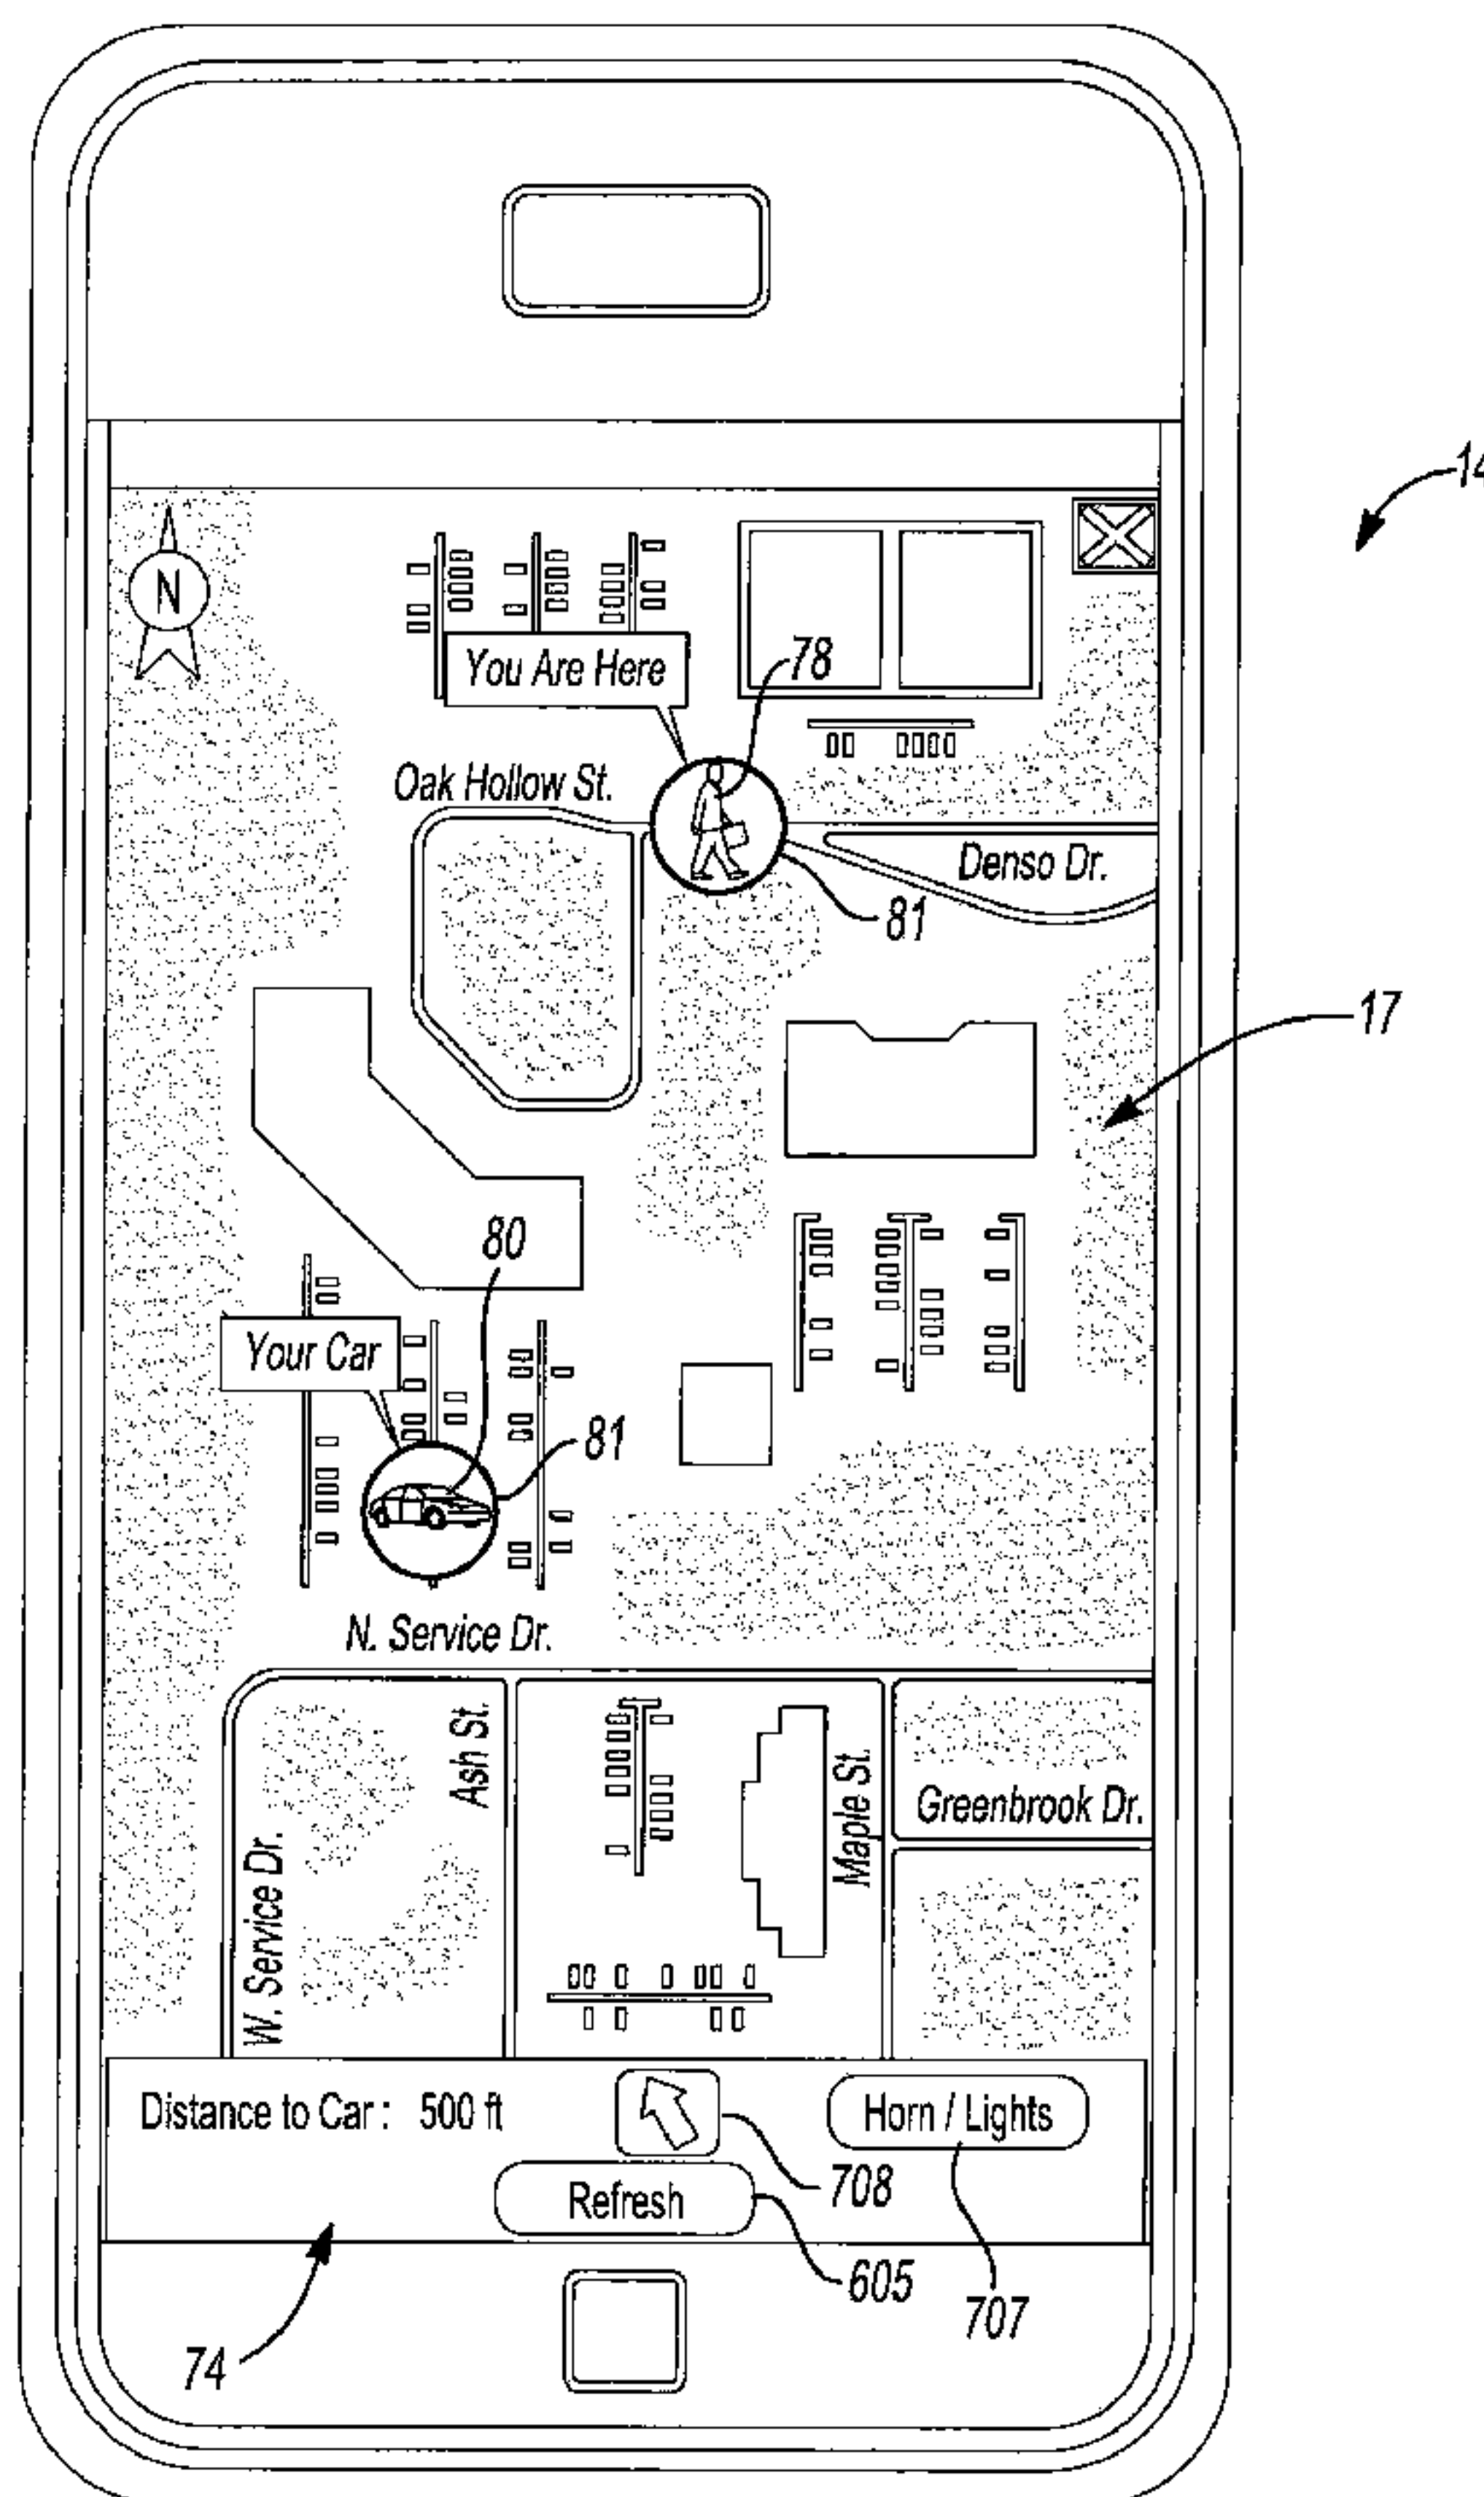 14
N
You Are Here
78
Oak Hollow St.
Denso Dr.
81
17
80
Your Car
81
N. Service Dr.
Ash St.
Maple St.
Greenbrook Dr.
W. Service Dr.
Distance to Car: 500 ft
Horn / Lights
708
Refresh
605
707
74